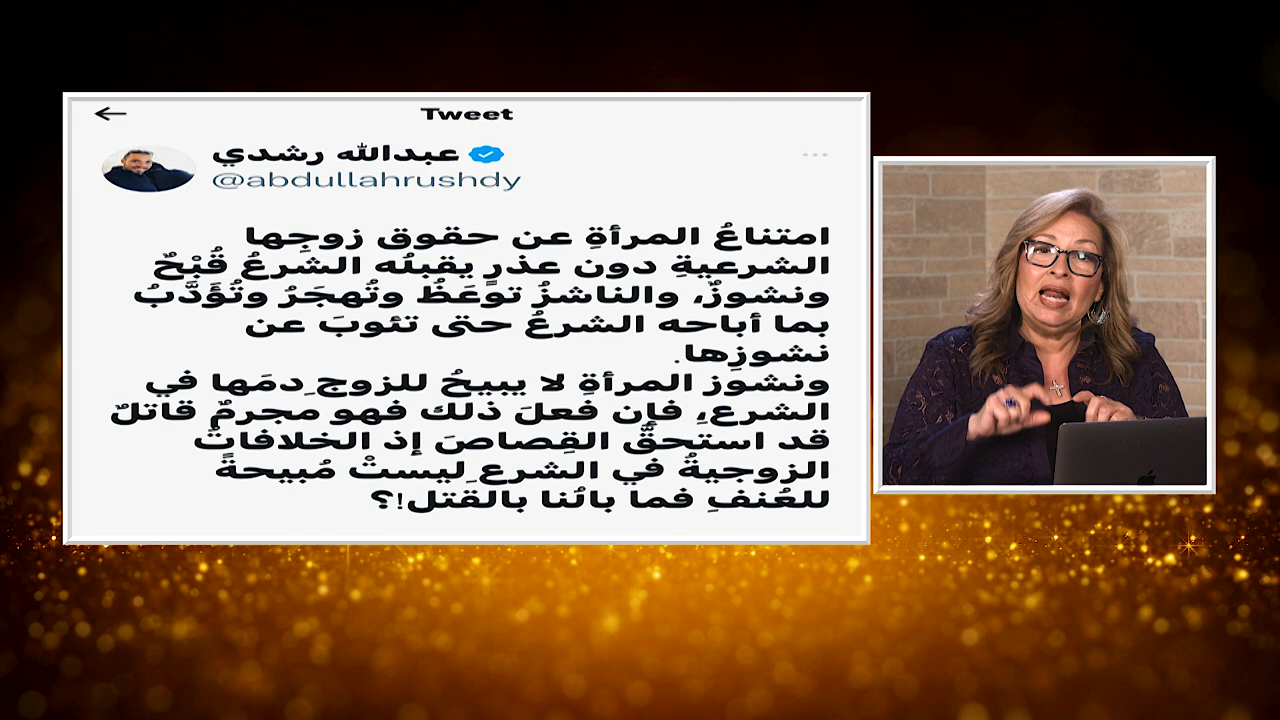 Tweet
عبدالله رشدي
@abdullahrushdy
امتناعُ المرأةِ عن حقوق زوجِها
الشرعيةِ دون عذرٍ يقبلُه الشرعُ قُبْحٌ
ونشوزٌ، والناشزُ توعَظُ وتُهجَرُ وتُؤَدَّبُ
بما أباحه الشرعُ حتى تئوبَ عن
نشوزِها.
ونشوز المرأةِ لا يبيحُ للزوجِ دمَها في
الشرعِ، فإن فعلَ ذلك فهو مجرمٌ قاتلٌ
قد استحقَّ القِصاصَ إذ الخلافاتُ
الزوجيةُ في الشرعِ ليستْ مُبيحةً
للعُنفِ فما بالُنا بالقتل!؟